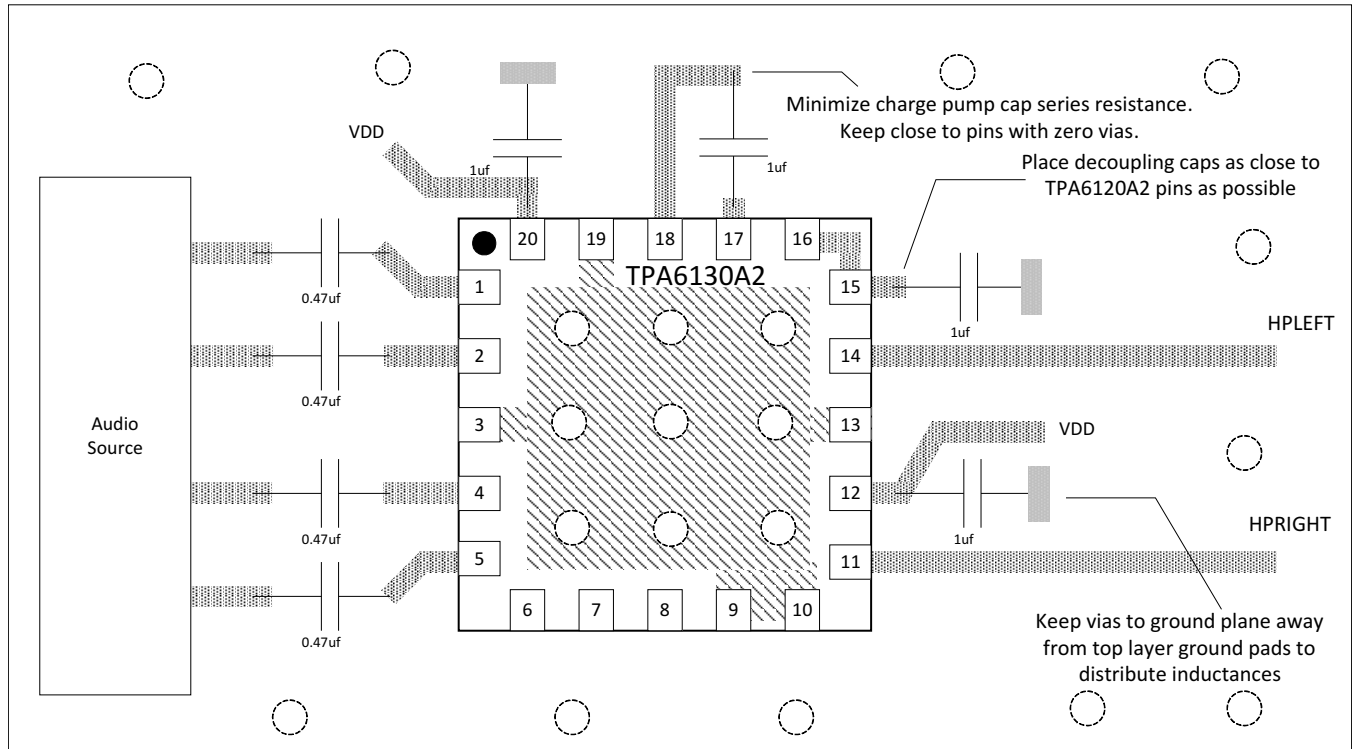 Minimize charge pump cap series resistance.
Keep close to pins with zero vias.
VDD
1uf
1uf
Place decoupling caps as close to
TPA6120A2 pins as possible
20
19
18
17
16
TPA6130A2
1
0.47uf
15
1uf
HPLEFT
2
0.47uf
14
Audio
Source
3
13
VDD
4
0.47uf
12
1uf
HPRIGHT
5
0.47uf
11
6
7
8
9
10
Keep vias to ground plane away
from top layer ground pads to
distribute inductances